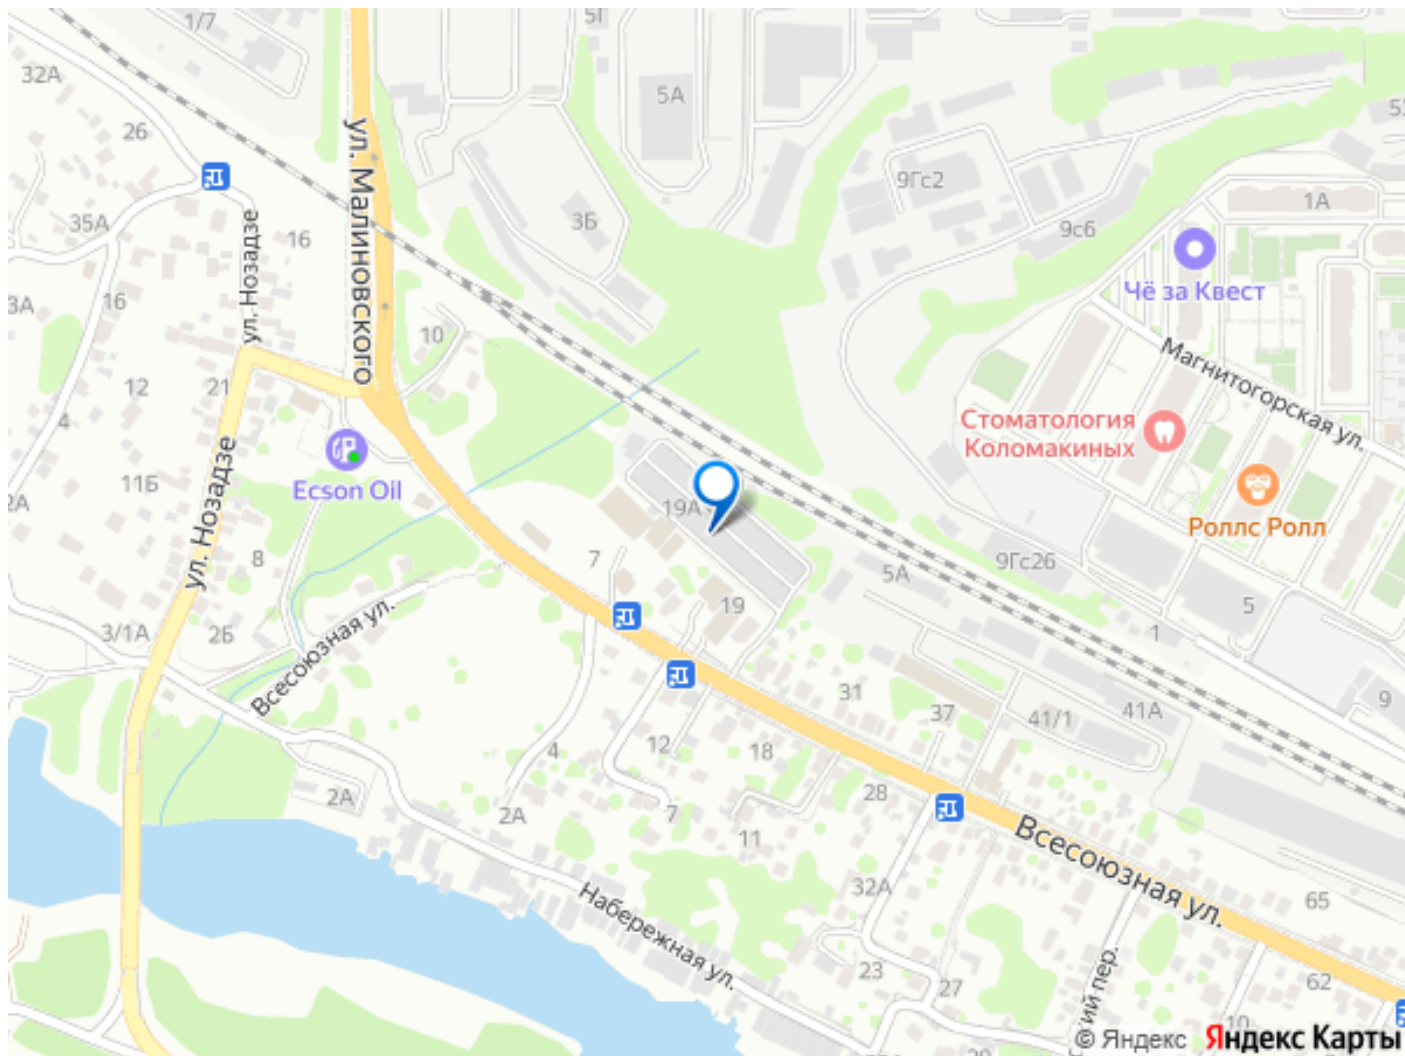 1/7
5Г
32А
5А
26
ул. Малиновского
9Гс2
1А
35А
16
3Б
9с6
ул. Нозадзе
Чё за Квест
16
3А
10
Магнитогорская ул.
12
21
4
Стоматология
Коломакиных
11Б
ул. Нозадзе
Ecson Oil
19А
Роллс Ролл
2А
8
7
5А
9Гс26
5
19
1
3/1А
2Б
Всесоюзная ул.
31
37
41/1
41А
9
12
18
4
2А
2А
7
28
11
Всесоюзная ул.
32А
65
Набережная ул.
23
27
62
ий пер.
10
© Яндекс
Яндекс Карты